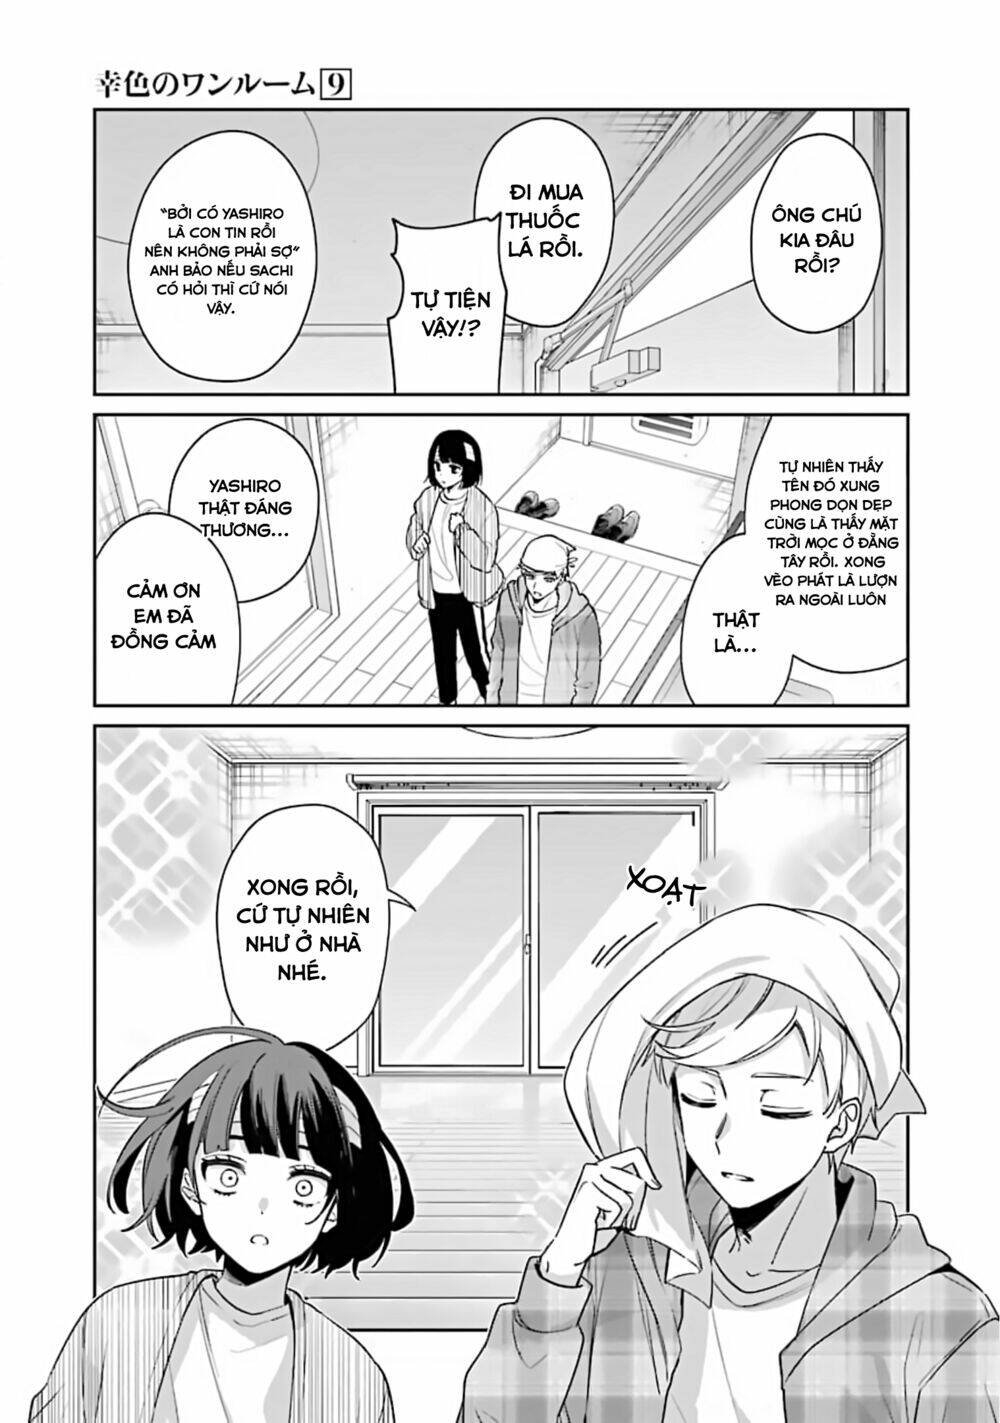 幸色のワンルーム 9
ÔNG CHÚ
KIA ĐÂU
RỒI?
ĐI MUA
THUỐC
LÁ RỒI.
TỰ TIỆN
VẬY!?
"BỞI CÓ YASHIRO
LÀ CON TIN RỒI
NÊN KHÔNG PHẢI SỢ"
ANH BẢO NẾU SACHI
CÓ HỎI THÌ CỨ NÓI
VẬY.
TỰ NHIÊN THẤY
TÊN ĐÓ XUNG
PHONG DỌN DẸP
CÙNG LÀ THẤY MẶT
TRỜI MỌC Ở ĐẰNG
TÂY RỒI. XONG
VÈO PHÁT LÀ LƯỢN
RA NGOÀI LUÔN
THẬT
LÀ...
YASHIRO
THẬT ĐÁNG
THƯƠNG...
CẢM ƠN
EM ĐÃ
ĐỒNG CẢM
XONG RỒI,
CỨ TỰ NHIÊN
NHƯ Ở NHÀ
NHÉ.
XOẠT